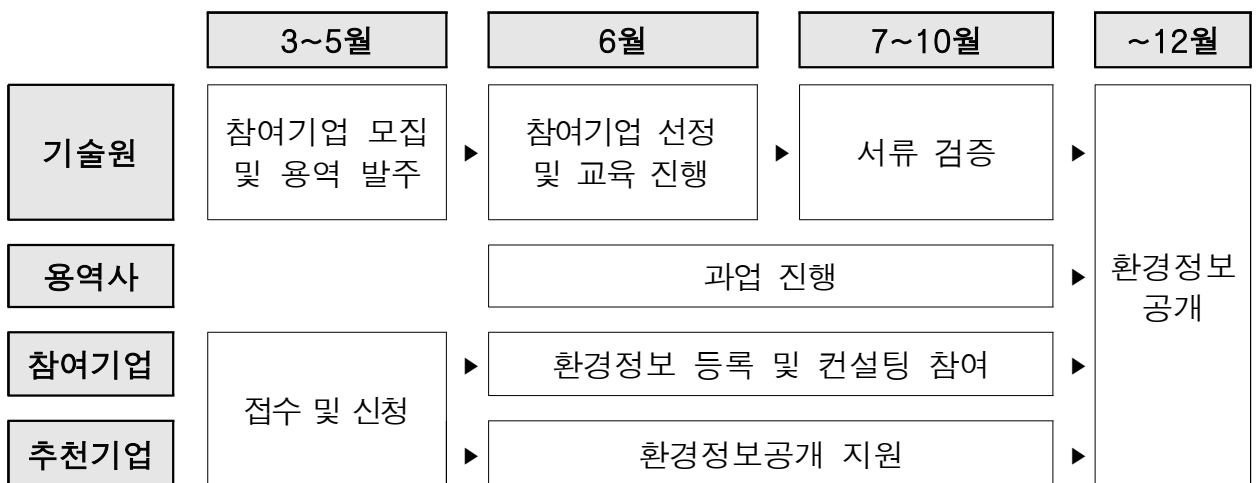 3~5월
6월
7~10월
~12월
기술원
참여기업 모집
및 용역 발주
▶
참여기업 선정
및 교육 진행
▶
서류 검증
▶
환경정보
공개
용역사
과업 진행
▶
참여기업
접수 및 신청
▶
환경정보 등록 및 컨설팅 참여
▶
추천기업
▶
환경정보공개 지원
▶